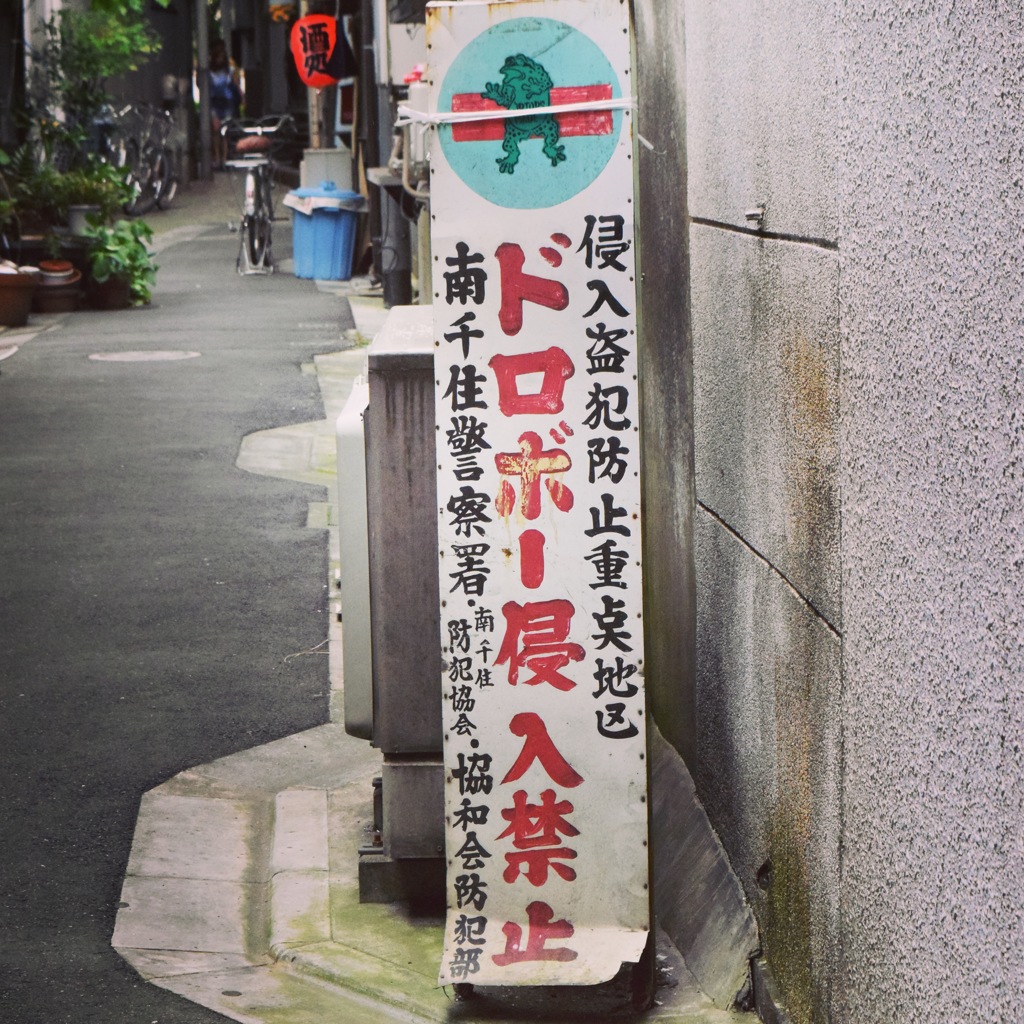 酒処
侵入盗犯防止重点地区
ドロボー侵入禁止
南千住警察署・南千住防犯協会・協和会防犯部